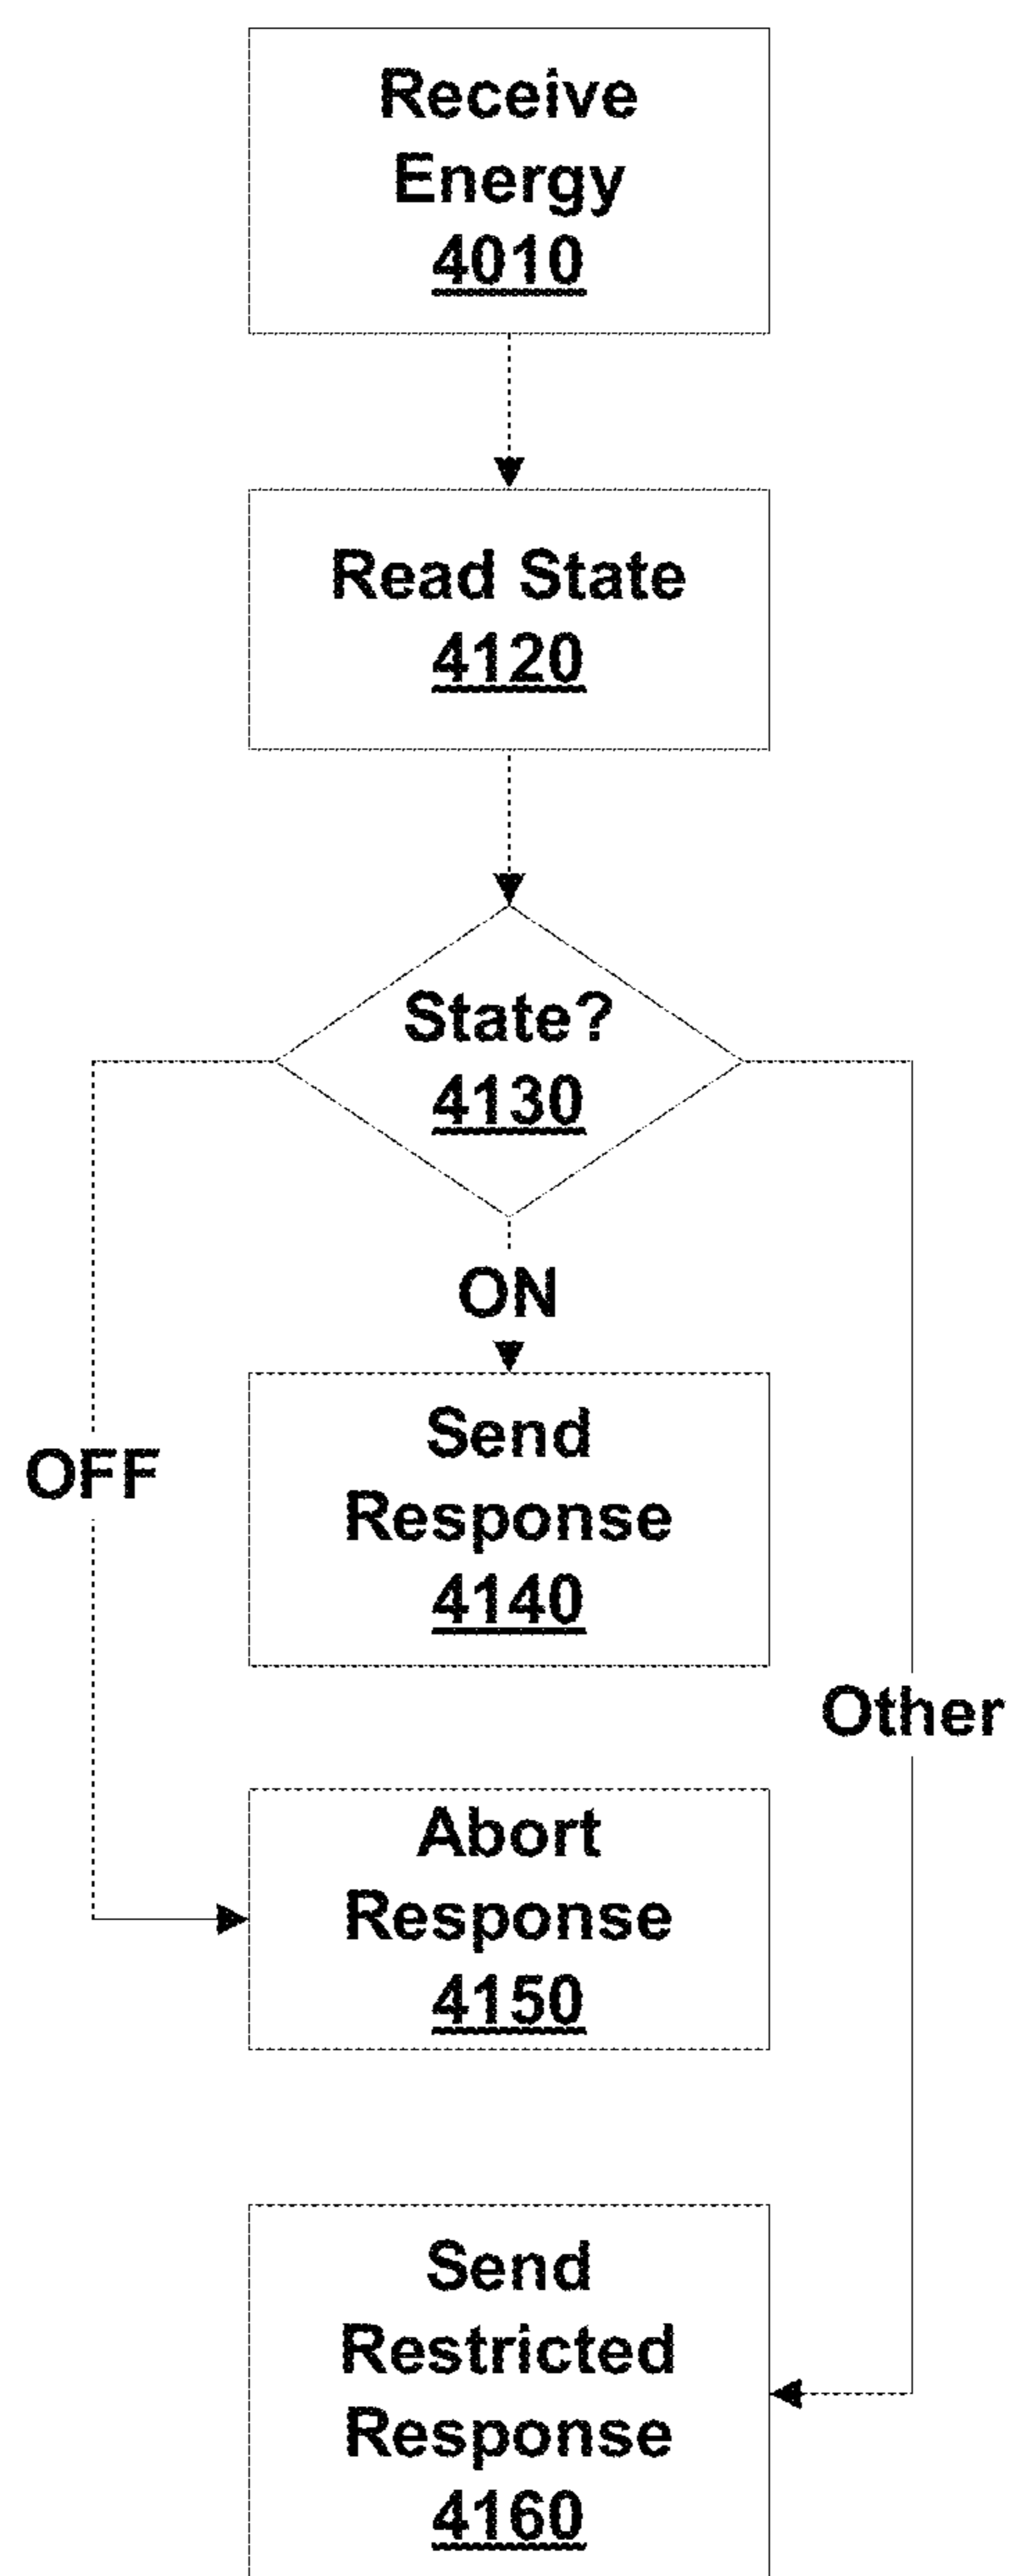 Receive
Energy
4010
Read State
4120
State?
4130
ON
OFF
Send
Response
4140
Other
Abort
Response
4150
Send
Restricted
Response
4160